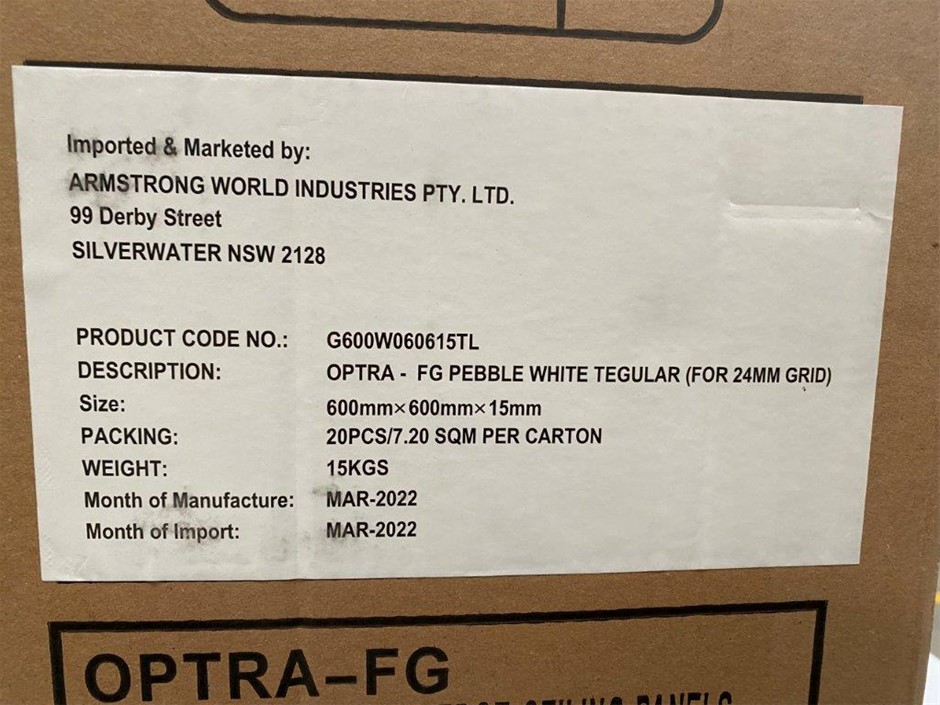 Imported & Marketed by:
ARMSTRONG WORLD INDUSTRIES PTY. LTD.
99 Derby Street
SILVERWATER NSW 2128
PRODUCT CODE NO.: G600W060615TL
DESCRIPTION: OPTRA - FG PEBBLE WHITE TEGULAR (FOR 24MM GRID)
Size: 600mm×600mm×15mm
PACKING: 20PCS/7.20 SQM PER CARTON
WEIGHT: 15KGS
Month of Manufacture: MAR-2022
Month of Import: MAR-2022
OPTRA-FG
CEILING PANELS